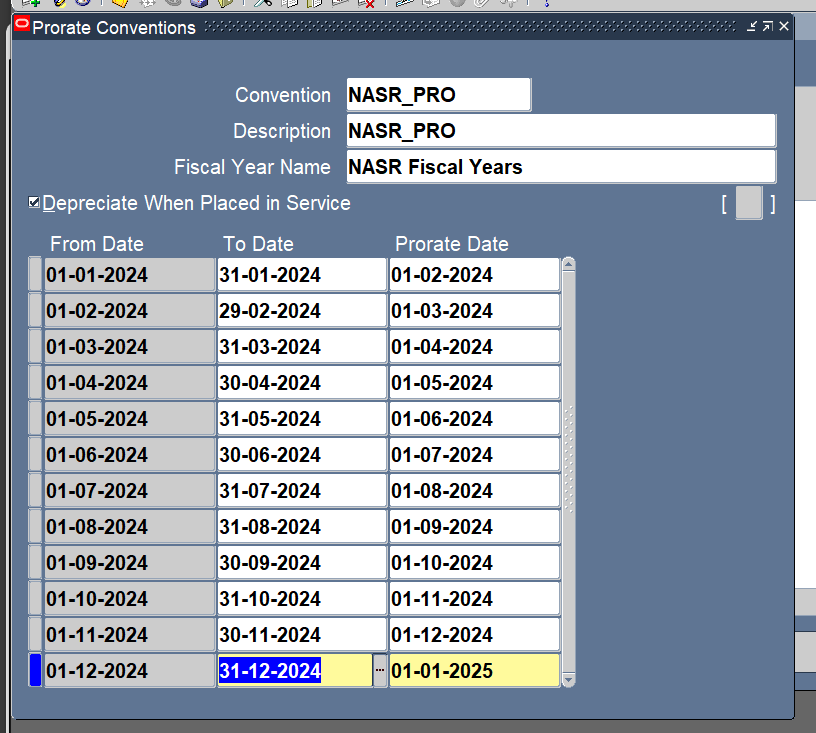 Prorate Conventions
Convention NASR_PRO
Description NASR_PRO
Fiscal Year Name NASR Fiscal Years
Depreciate When Placed in Service [ ]
From Date To Date Prorate Date
01-01-2024 31-01-2024 01-02-2024
01-02-2024 29-02-2024 01-03-2024
01-03-2024 31-03-2024 01-04-2024
01-04-2024 30-04-2024 01-05-2024
01-05-2024 31-05-2024 01-06-2024
01-06-2024 30-06-2024 01-07-2024
01-07-2024 31-07-2024 01-08-2024
01-08-2024 31-08-2024 01-09-2024
01-09-2024 30-09-2024 01-10-2024
01-10-2024 31-10-2024 01-11-2024
01-11-2024 30-11-2024 01-12-2024
01-12-2024 31-12-2024 ... 01-01-2025